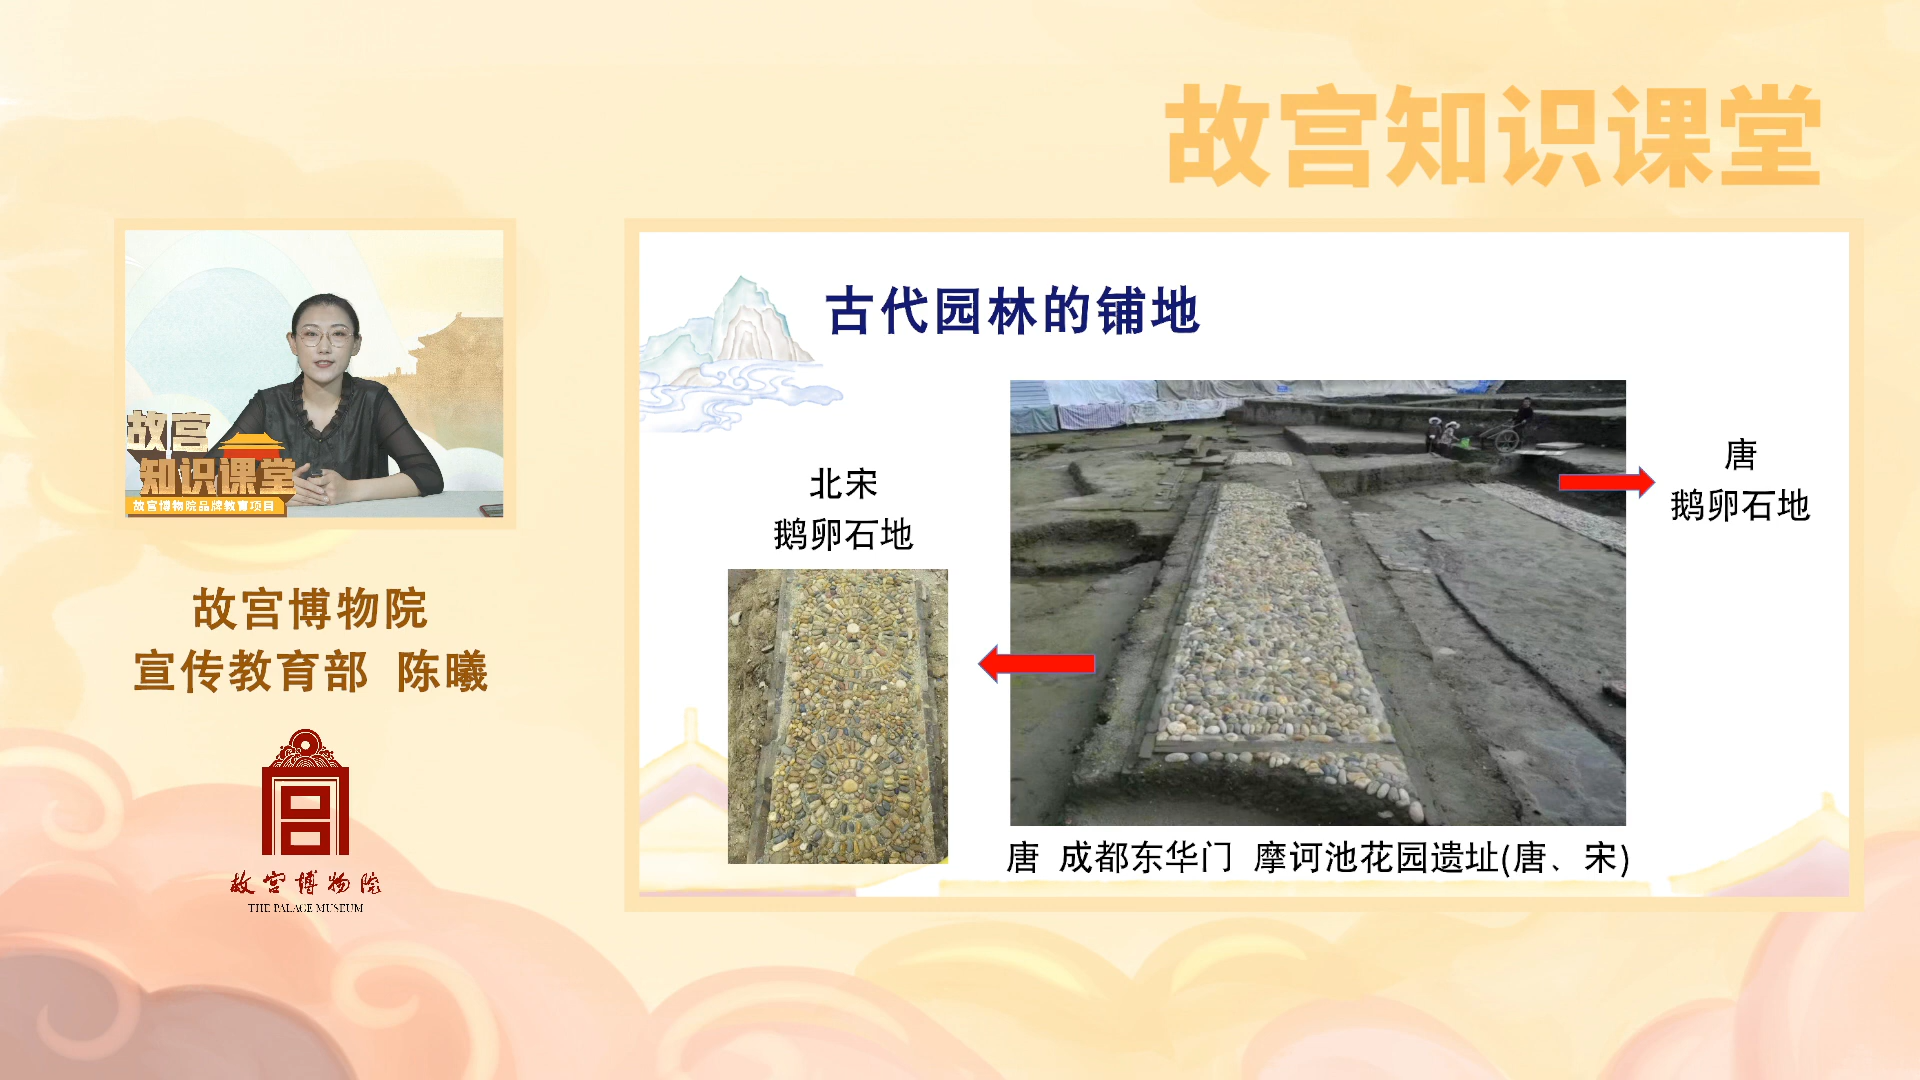 故宫知识课堂
故宫
知识课堂
故宫博物院品牌教育项目
故宫博物院
宣传教育部 陈曦
故宫博物院
THE PALACE MUSEUM
古代园林的铺地
北宋
鹅卵石地
唐
鹅卵石地
唐 成都东华门 摩诃池花园遗址(唐、宋)